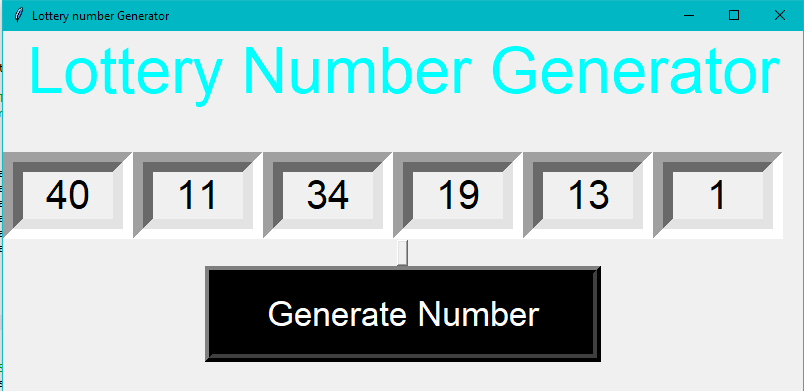 Lottery number Generator
Lottery Number Generator
40 11 34 19 13 1
Generate Number